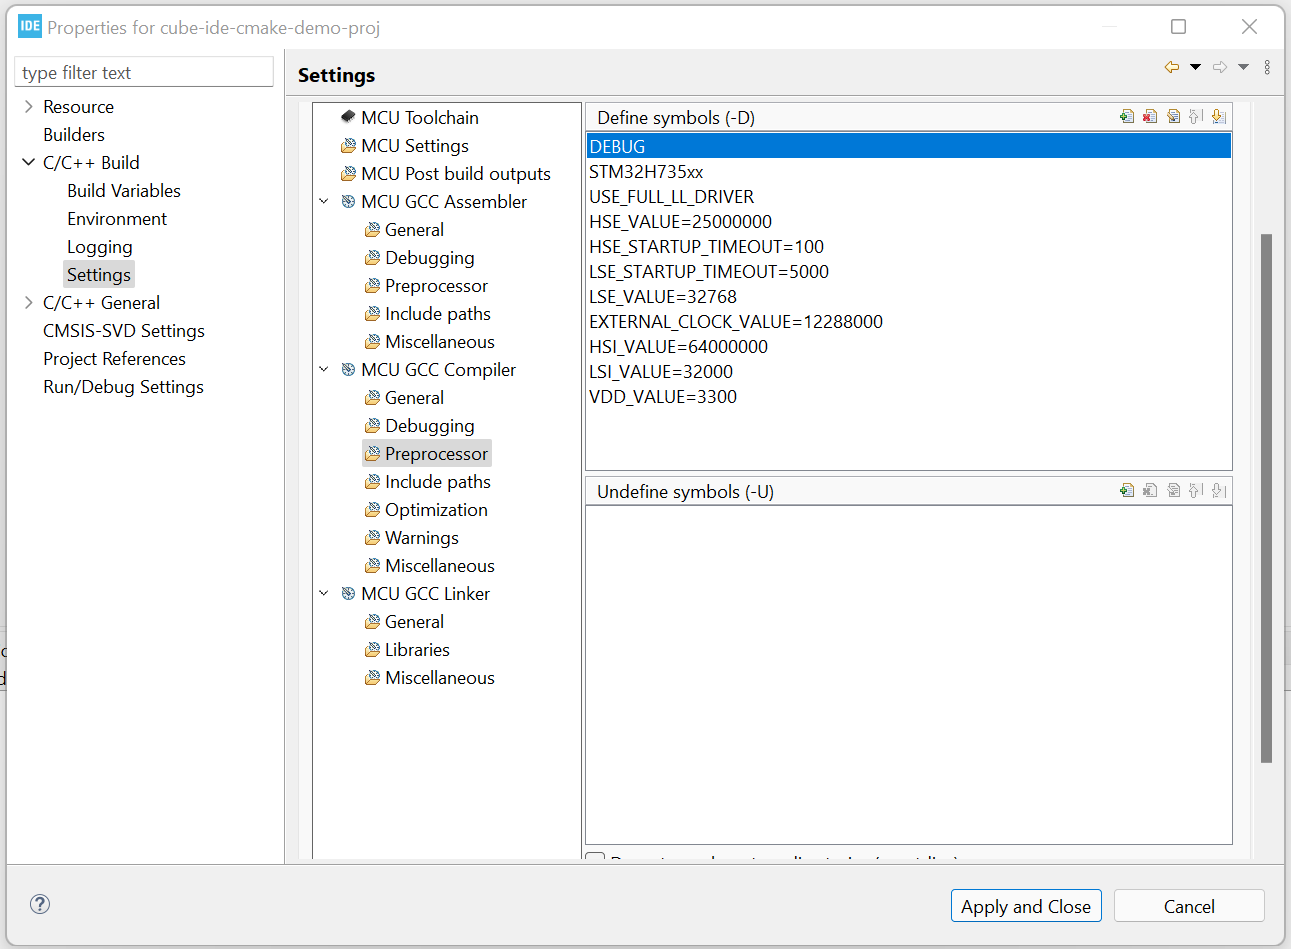 IDE Properties for cube-ide-cmake-demo-proj
type filter text
Resource
Builders
C/C++ Build
Build Variables
Environment
Logging
Settings
C/C++ General
CMSIS-SVD Settings
Project References
Run/Debug Settings
Settings
MCU Toolchain
MCU Settings
MCU Post build outputs
MCU GCC Assembler
General
Debugging
Preprocessor
Include paths
Miscellaneous
MCU GCC Compiler
General
Debugging
Preprocessor
Include paths
Optimization
Warnings
Miscellaneous
MCU GCC Linker
General
Libraries
Miscellaneous
Define symbols (-D)
DEBUG
STM32H735xx
USE_FULL_LL_DRIVER
HSE_VALUE=25000000
HSE_STARTUP_TIMEOUT=100
LSE_STARTUP_TIMEOUT=5000
LSE_VALUE=32768
EXTERNAL_CLOCK_VALUE=12288000
HSI_VALUE=64000000
LSI_VALUE=32000
VDD_VALUE=3300
Undefine symbols (-U)
Apply and Close
Cancel